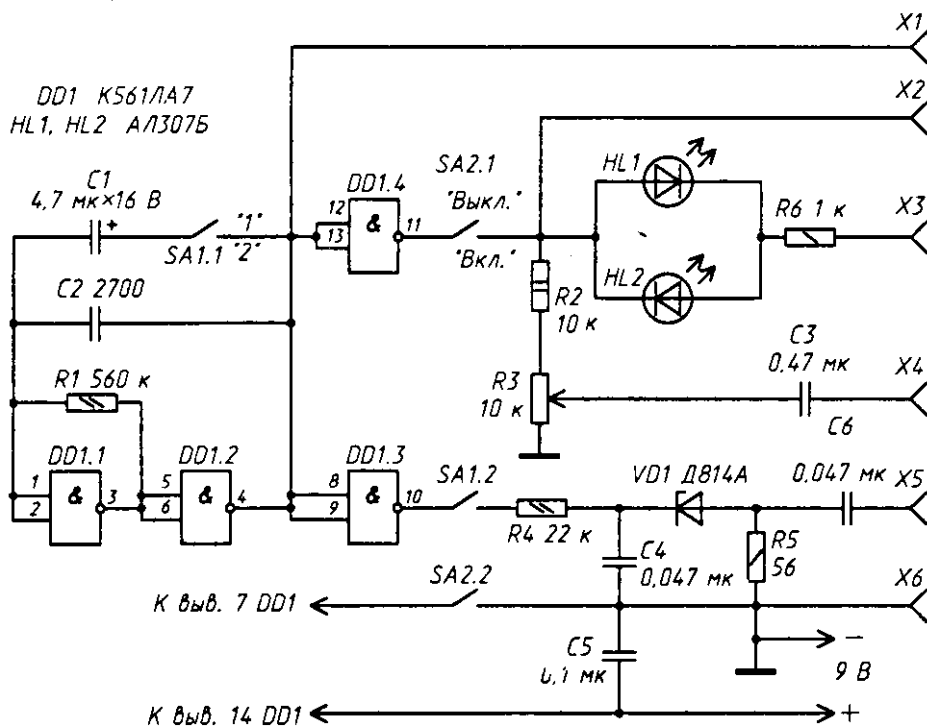 X1
DD1 К561ЛА7
HL1, HL2 АЛ307Б
X2
C1
4,7 мк×16 В
+
SA1.1
"1"
"2"
DD1.4
12
13
&
11
SA2.1
"Выкл."
"Вкл."
HL1
HL2
R6 1 к
X3
C2 2700
R2
10 к
C3
0,47 мк
X4
R1 560 к
R3
10 к
C6
0,047 мк
X5
DD1.1
1
2
&
3
DD1.2
5
6
&
4
DD1.3
8
9
&
10
SA1.2
R4 22 к
VD1 Д814А
C4
0,047 мк
R5
56
X6
К выв. 7 DD1
SA2.2
C5
0,1 мк
−
9 В
К выв. 14 DD1
+